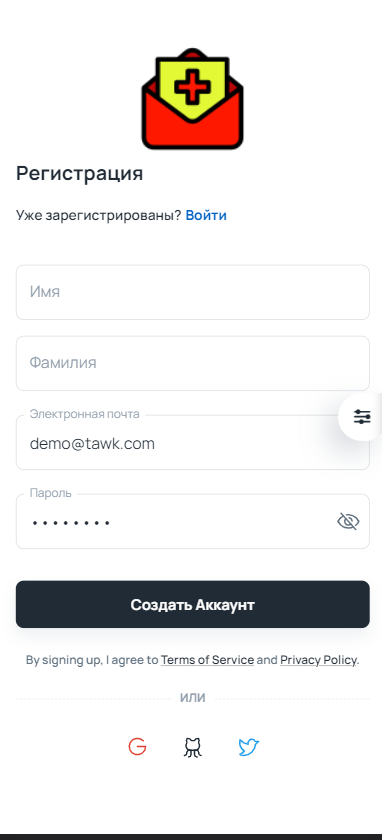 Регистрация
Уже зарегистрированы? Войти
Имя
Фамилия
Электронная почта
demo@tawk.com
Пароль
••••••••
Создать Аккаунт
By signing up, I agree to Terms of Service and Privacy Policy.
ИЛИ